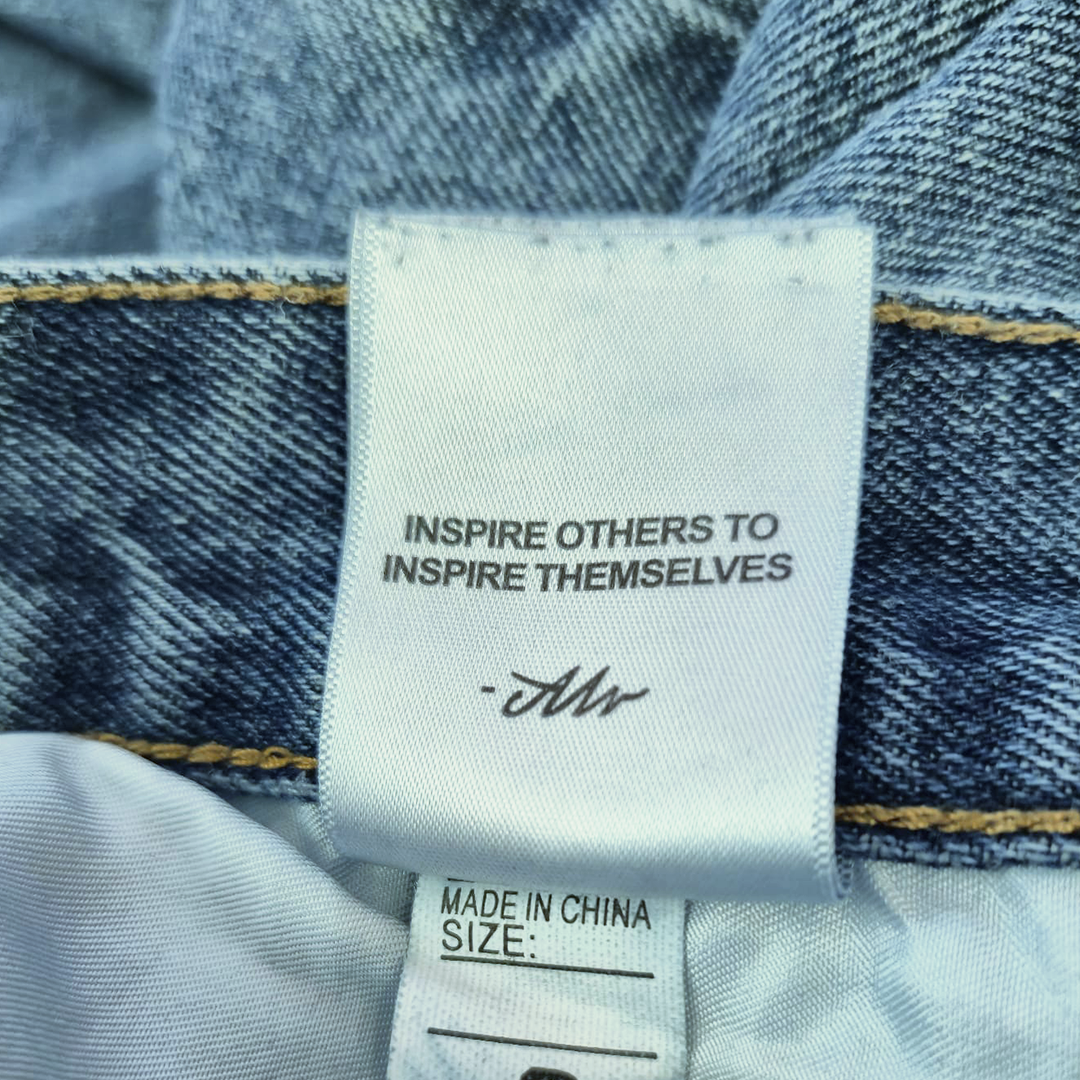 INSPIRE OTHERS TO
INSPIRE THEMSELVES
MADE IN CHINA
SIZE: